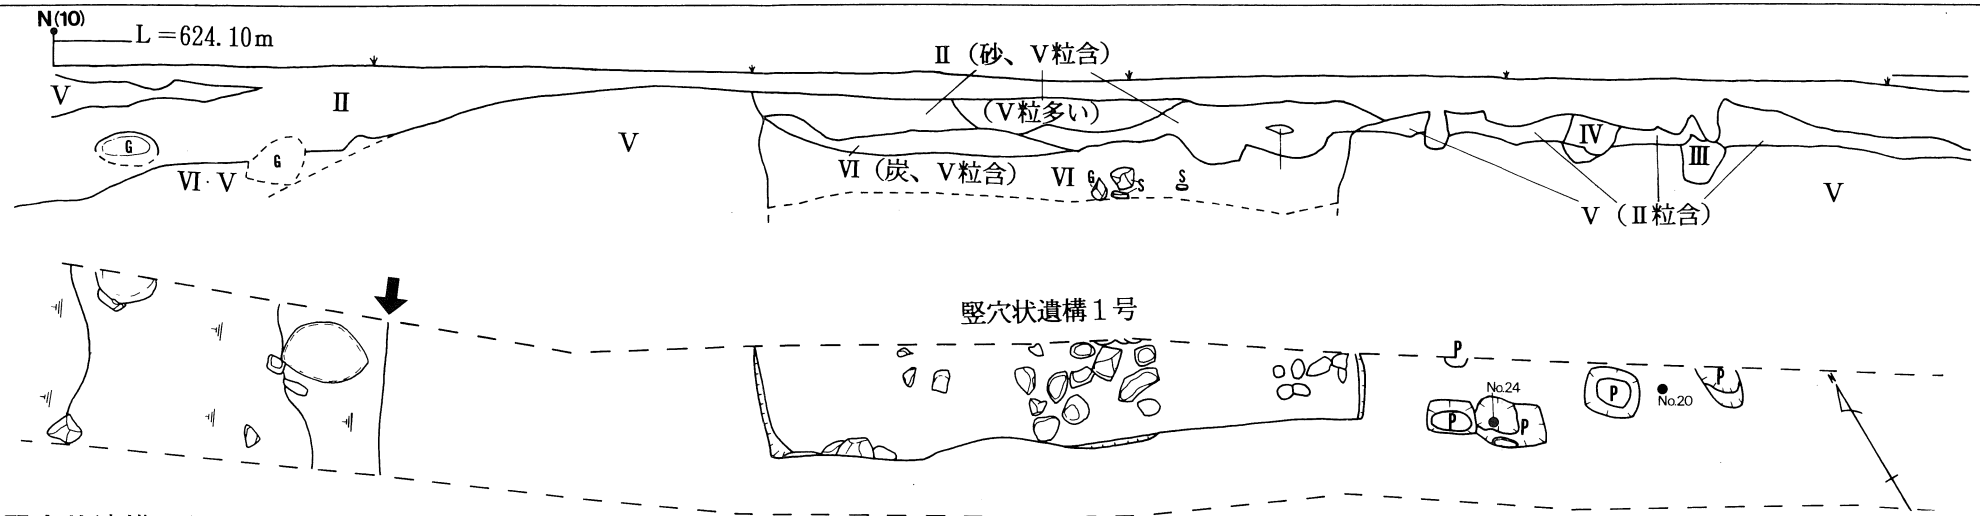 N(10)
L=624.10m
II（砂、V粒含）
V
II
（V粒多い）
G
G
V
IV
III
VI・V
VI（炭、V粒含）
VI
G
S
S
V
V（II粒含）
竪穴状遺構1号
P
No.24
P
P
P
No.20
P